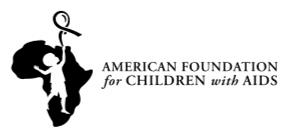 AMERICAN FOUNDATION
for CHILDREN with AIDS